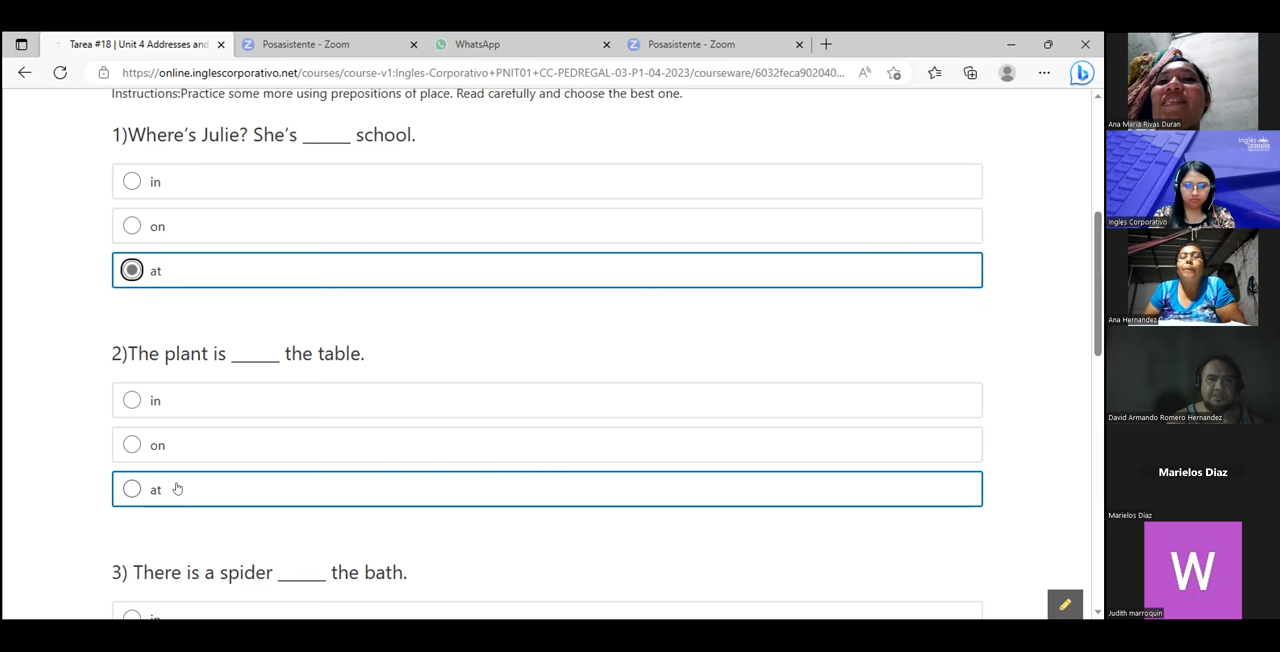 Tarea #18 | Unit 4 Addresses and
Posasistente - Zoom
WhatsApp
Posasistente - Zoom
https://online.inglescorporativo.net/courses/course-v1:Ingles-Corporativo+PNIT01+CC-PEDREGAL-03-P1-04-2023/courseware/6032feca902040...
Instructions:Practice some more using prepositions of place. Read carefully and choose the best one.
1)Where's Julie? She's _____ school.
in
on
at
2)The plant is _____ the table.
in
on
at
3) There is a spider _____ the bath.
in
Ana Maria Rivas Duran
Ingles Corporativo
Ana Hernandez
David Armando Romero Hernandez
Marielos Diaz
Marielos Diaz
W
Judith marroquin